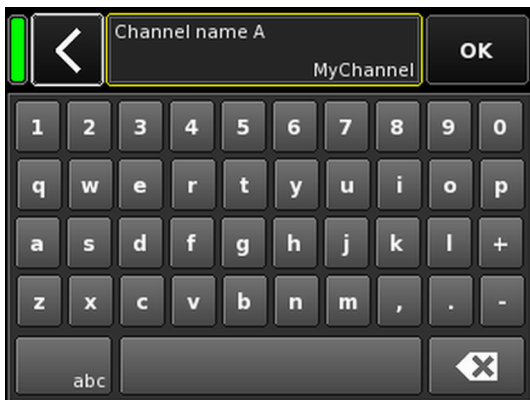 Channel name A
MyChannel
OK
1 2 3 4 5 6 7 8 9 0
q w e r t y u i o p
a s d f g h j k l +
z x c v b n m , . -
abc